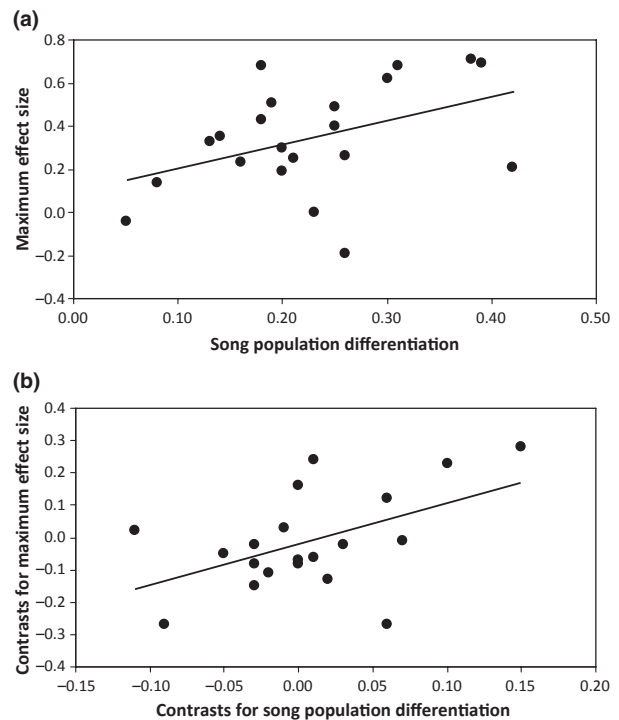 (a)
0.8
0.6
0.4
0.2
0.0
−0.2
−0.4
Maximum effect size
0.00 0.10 0.20 0.30 0.40 0.50
Song population differentiation
(b)
0.4
0.3
0.2
0.1
0.0
−0.1
−0.2
−0.3
−0.4
Contrasts for maximum effect size
−0.15 −0.10 −0.05 0.00 0.05 0.10 0.15 0.20
Contrasts for song population differentiation